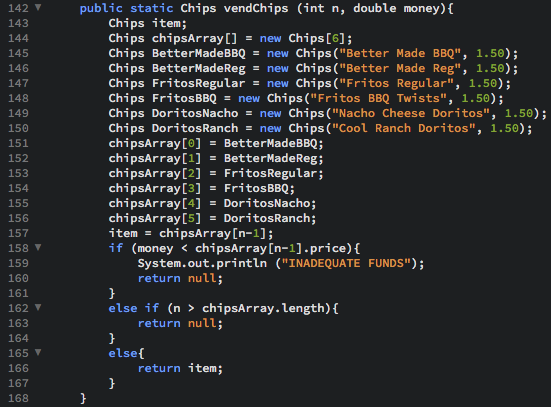 142 ▼ public static Chips vendChips (int n, double money){
143 Chips item;
144 Chips chipsArray[] = new Chips[6];
145 Chips BetterMadeBBQ = new Chips("Better Made BBQ", 1.50);
146 Chips BetterMadeReg = new Chips("Better Made Reg", 1.50);
147 Chips FritosRegular = new Chips("Fritos Regular", 1.50);
148 Chips FritosBBQ = new Chips("Fritos BBQ Twists", 1.50);
149 Chips DoritosNacho = new Chips("Nacho Cheese Doritos", 1.50);
150 Chips DoritosRanch = new Chips("Cool Ranch Doritos", 1.50);
151 chipsArray[0] = BetterMadeBBQ;
152 chipsArray[1] = BetterMadeReg;
153 chipsArray[2] = FritosRegular;
154 chipsArray[3] = FritosBBQ;
155 chipsArray[4] = DoritosNacho;
156 chipsArray[5] = DoritosRanch;
157 item = chipsArray[n-1];
158 ▼ if (money < chipsArray[n-1].price){
159 System.out.println ("INADEQUATE FUNDS");
160 return null;
161 }
162 ▼ else if (n > chipsArray.length){
163 return null;
164 }
165 ▼ else{
166 return item;
167 }
168 }